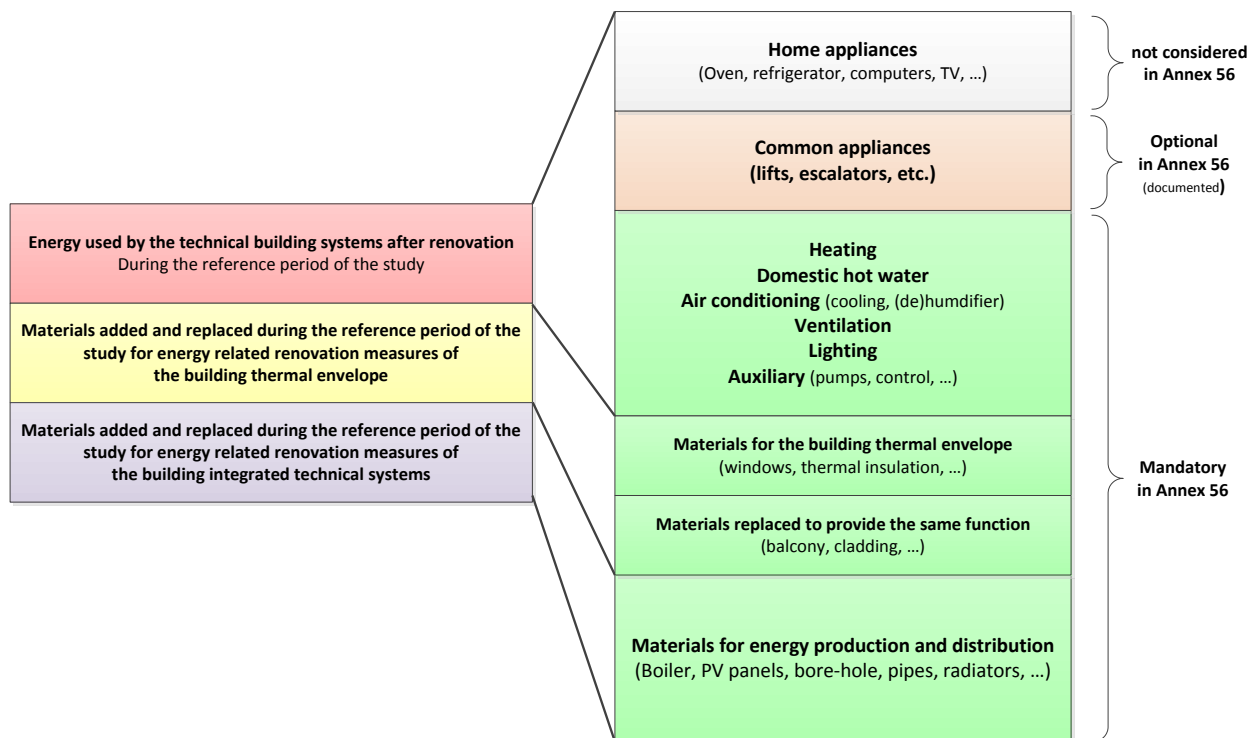 Home appliances
(Oven, refrigerator, computers, TV, …)
not considered
in Annex 56
Common appliances
(lifts, escalators, etc.)
Optional
in Annex 56
(documented)
Energy used by the technical building systems after renovation
During the reference period of the study
Materials added and replaced during the reference period of the
study for energy related renovation measures of
the building thermal envelope
Materials added and replaced during the reference period of the
study for energy related renovation measures of
the building integrated technical systems
Heating
Domestic hot water
Air conditioning (cooling, (de)humdifier)
Ventilation
Lighting
Auxiliary (pumps, control, …)
Materials for the building thermal envelope
(windows, thermal insulation, …)
Materials replaced to provide the same function
(balcony, cladding, …)
Materials for energy production and distribution
(Boiler, PV panels, bore-hole, pipes, radiators, …)
Mandatory
in Annex 56